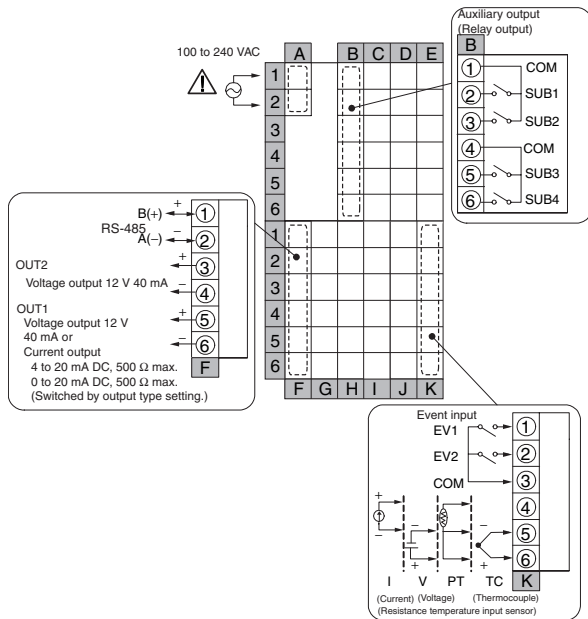 Auxiliary output
(Relay output)
B
1 COM
2 SUB1
3 SUB2
4 COM
5 SUB3
6 SUB4
100 to 240 VAC
A B C D E
1
2
3
4
5
6
1
2
3
4
5
6
F G H I J K
+
B(+) 1
RS-485
−
A(−) 2
+
OUT2 3
Voltage output 12 V 40 mA − 4
OUT1 + 5
Voltage output 12 V
40 mA or − 6
Current output
4 to 20 mA DC, 500 Ω max. F
0 to 20 mA DC, 500 Ω max.
(Switched by output type setting.)
Event input
EV1 1
EV2 2
COM 3
4
+ − − 5
− + + 6
I V PT TC K
(Current) (Voltage) (Thermocouple)
(Resistance temperature input sensor)